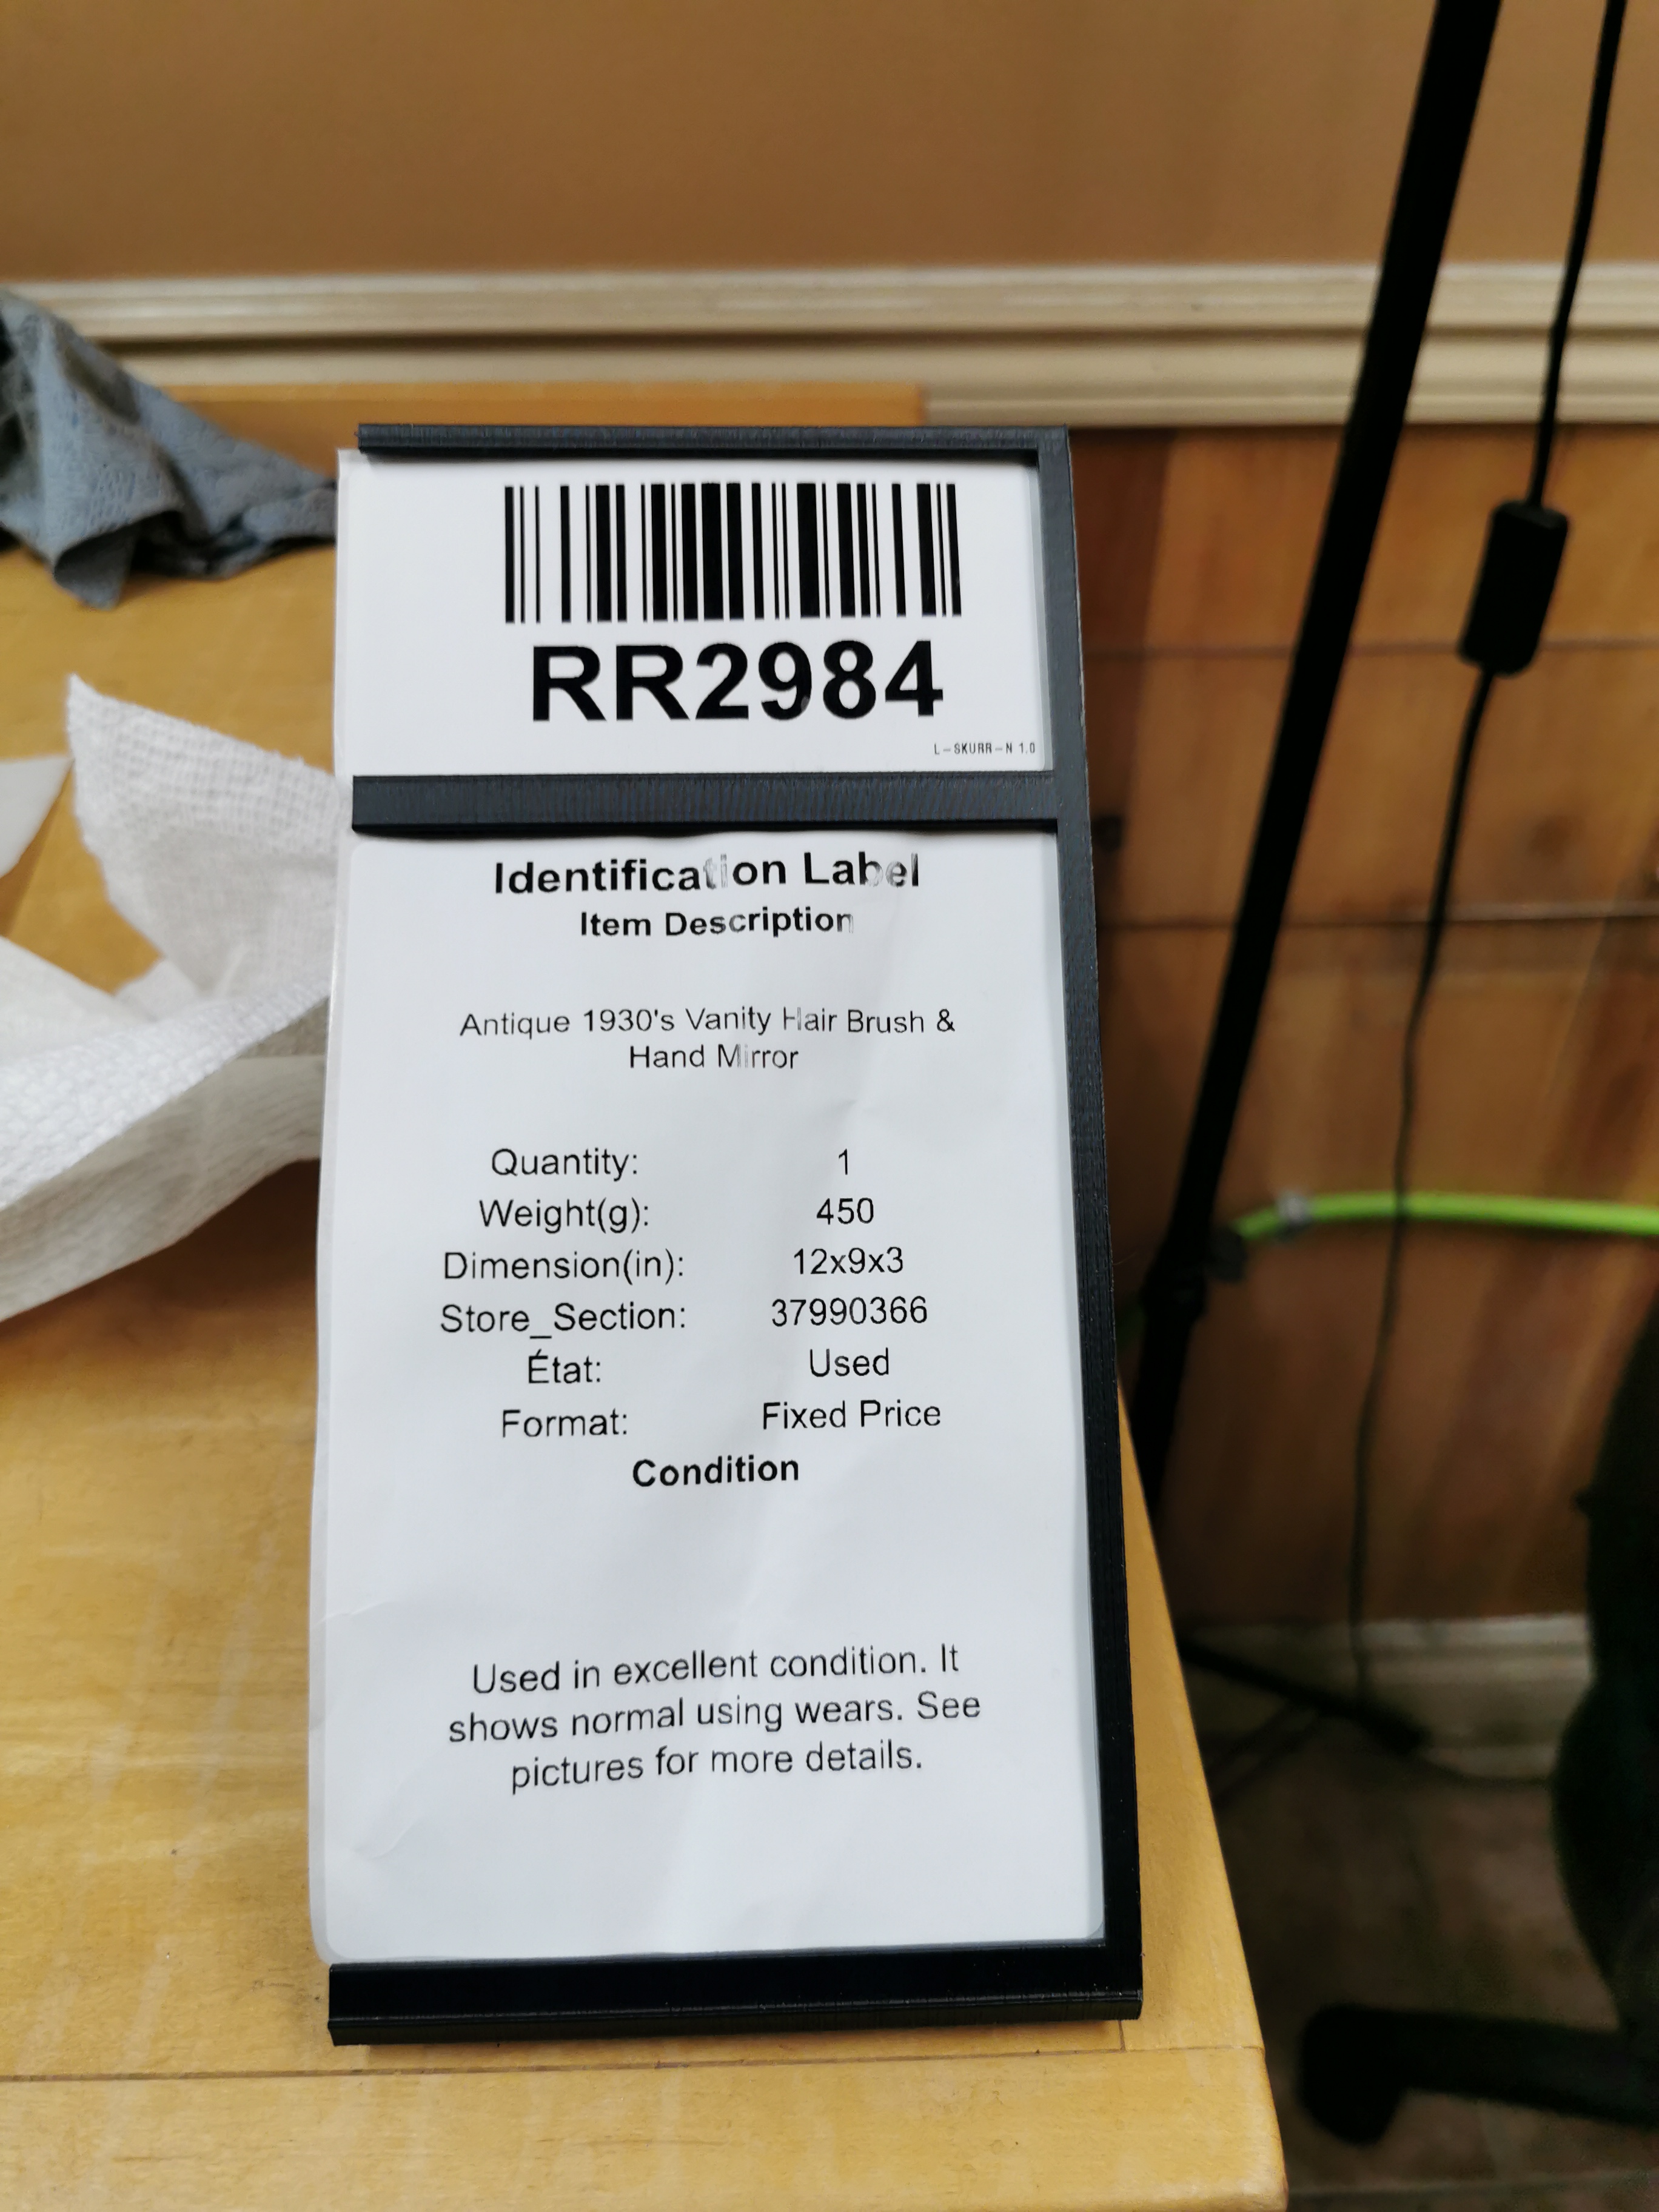 RR2984
L-SKURR-N 1.0
Identification Label
Item Description
Antique 1930's Vanity Hair Brush &
Hand Mirror
Quantity: 1
Weight(g): 450
Dimension(in): 12x9x3
Store_Section: 37990366
État: Used
Format: Fixed Price
Condition
Used in excellent condition. It
shows normal using wears. See
pictures for more details.